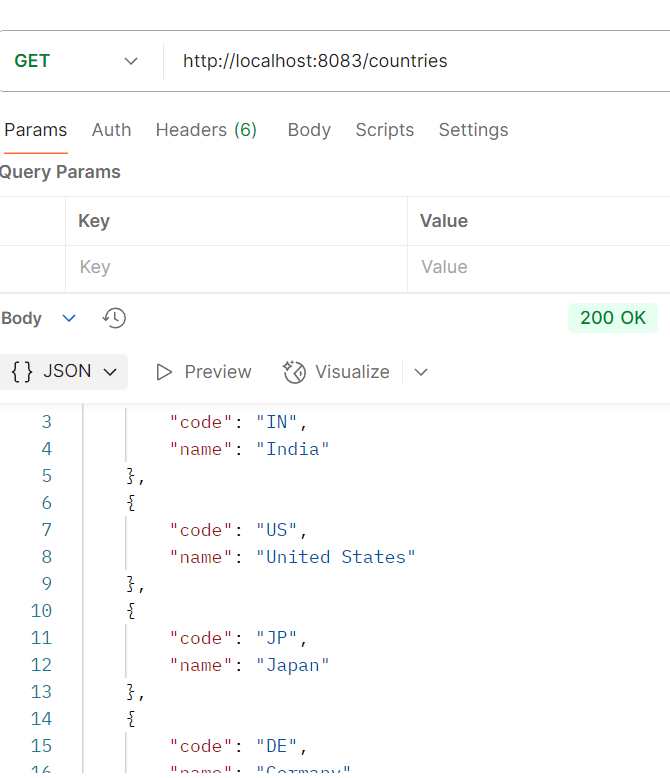 GET http://localhost:8083/countries
Params Auth Headers (6) Body Scripts Settings
Query Params
Key Value
Key Value
Body 200 OK
{} JSON Preview Visualize
3 "code": "IN",
4 "name": "India"
5 },
6 {
7 "code": "US",
8 "name": "United States"
9 },
10 {
11 "code": "JP",
12 "name": "Japan"
13 },
14 {
15 "code": "DE",
16 "name": "Germany"